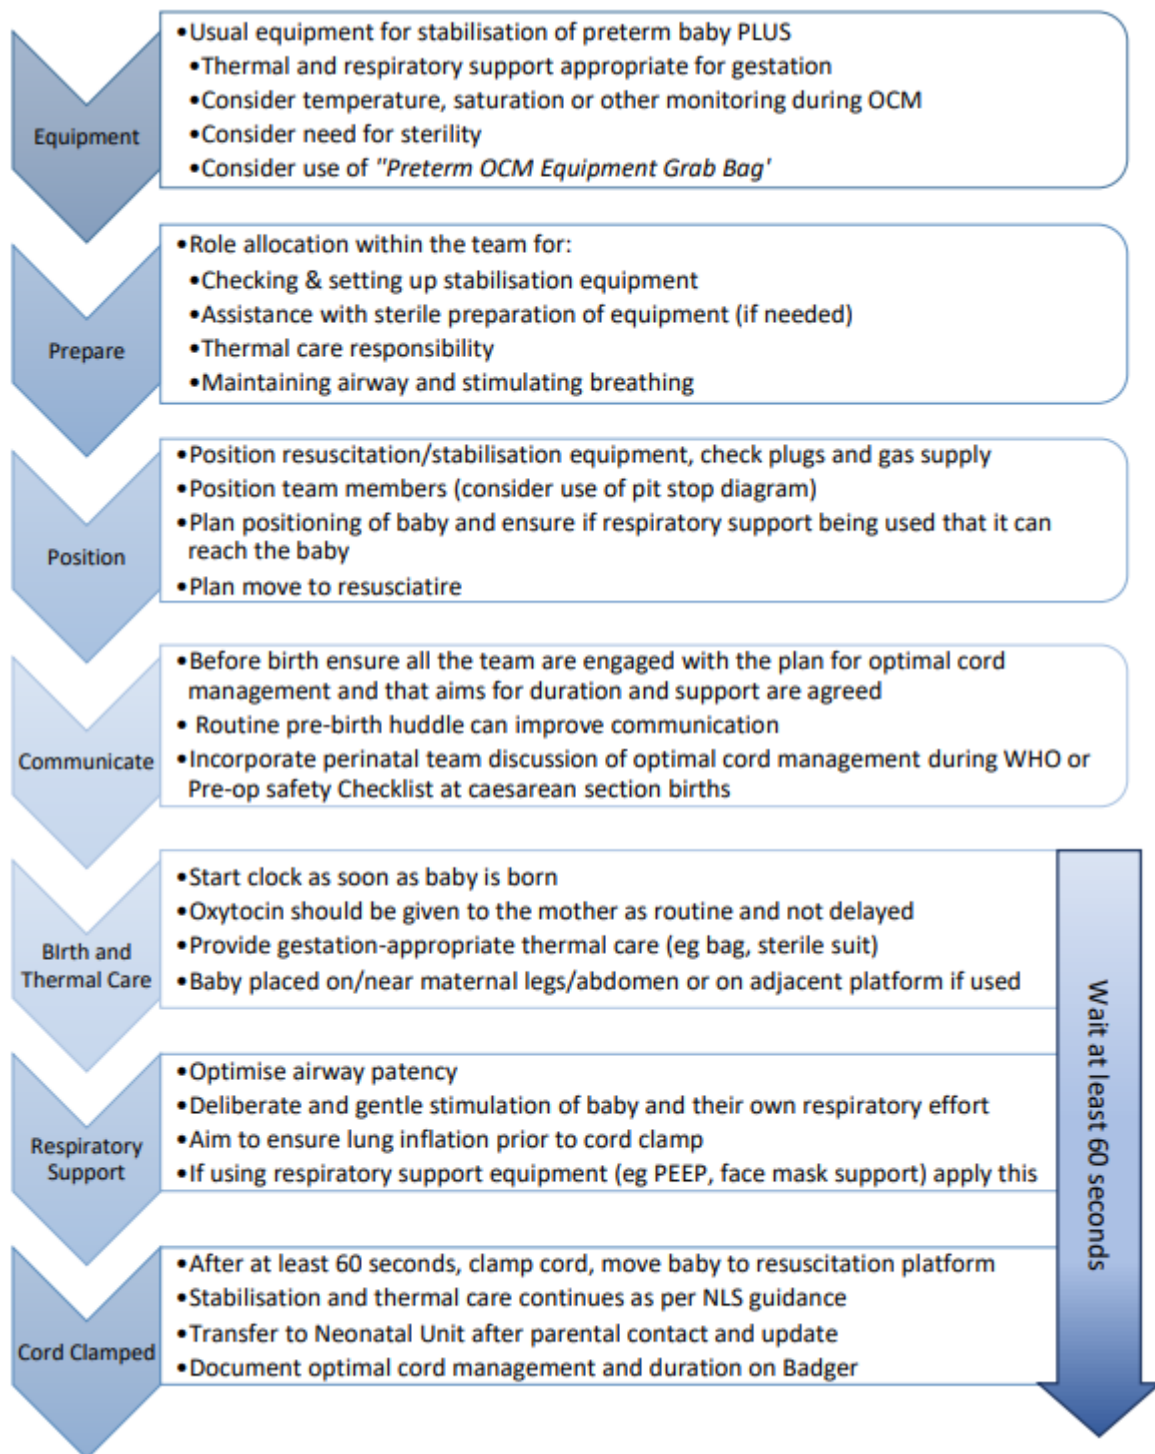 Equipment
•Usual equipment for stabilisation of preterm baby PLUS
•Thermal and respiratory support appropriate for gestation
•Consider temperature, saturation or other monitoring during OCM
•Consider need for sterility
•Consider use of "Preterm OCM Equipment Grab Bag'
Prepare
•Role allocation within the team for:
•Checking & setting up stabilisation equipment
•Assistance with sterile preparation of equipment (if needed)
•Thermal care responsibility
•Maintaining airway and stimulating breathing
Position
•Position resuscitation/stabilisation equipment, check plugs and gas supply
•Position team members (consider use of pit stop diagram)
•Plan positioning of baby and ensure if respiratory support being used that it can
reach the baby
•Plan move to resusciatire
Communicate
•Before birth ensure all the team are engaged with the plan for optimal cord
management and that aims for duration and support are agreed
• Routine pre-birth huddle can improve communication
•Incorporate perinatal team discussion of optimal cord management during WHO or
Pre-op safety Checklist at caesarean section births
BIrth and
Thermal Care
•Start clock as soon as baby is born
•Oxytocin should be given to the mother as routine and not delayed
•Provide gestation-appropriate thermal care (eg bag, sterile suit)
•Baby placed on/near maternal legs/abdomen or on adjacent platform if used
Respiratory
Support
•Optimise airway patency
•Deliberate and gentle stimulation of baby and their own respiratory effort
•Aim to ensure lung inflation prior to cord clamp
•If using respiratory support equipment (eg PEEP, face mask support) apply this
Cord Clamped
•After at least 60 seconds, clamp cord, move baby to resuscitation platform
•Stabilisation and thermal care continues as per NLS guidance
•Transfer to Neonatal Unit after parental contact and update
•Document optimal cord management and duration on Badger
Wait at least 60 seconds